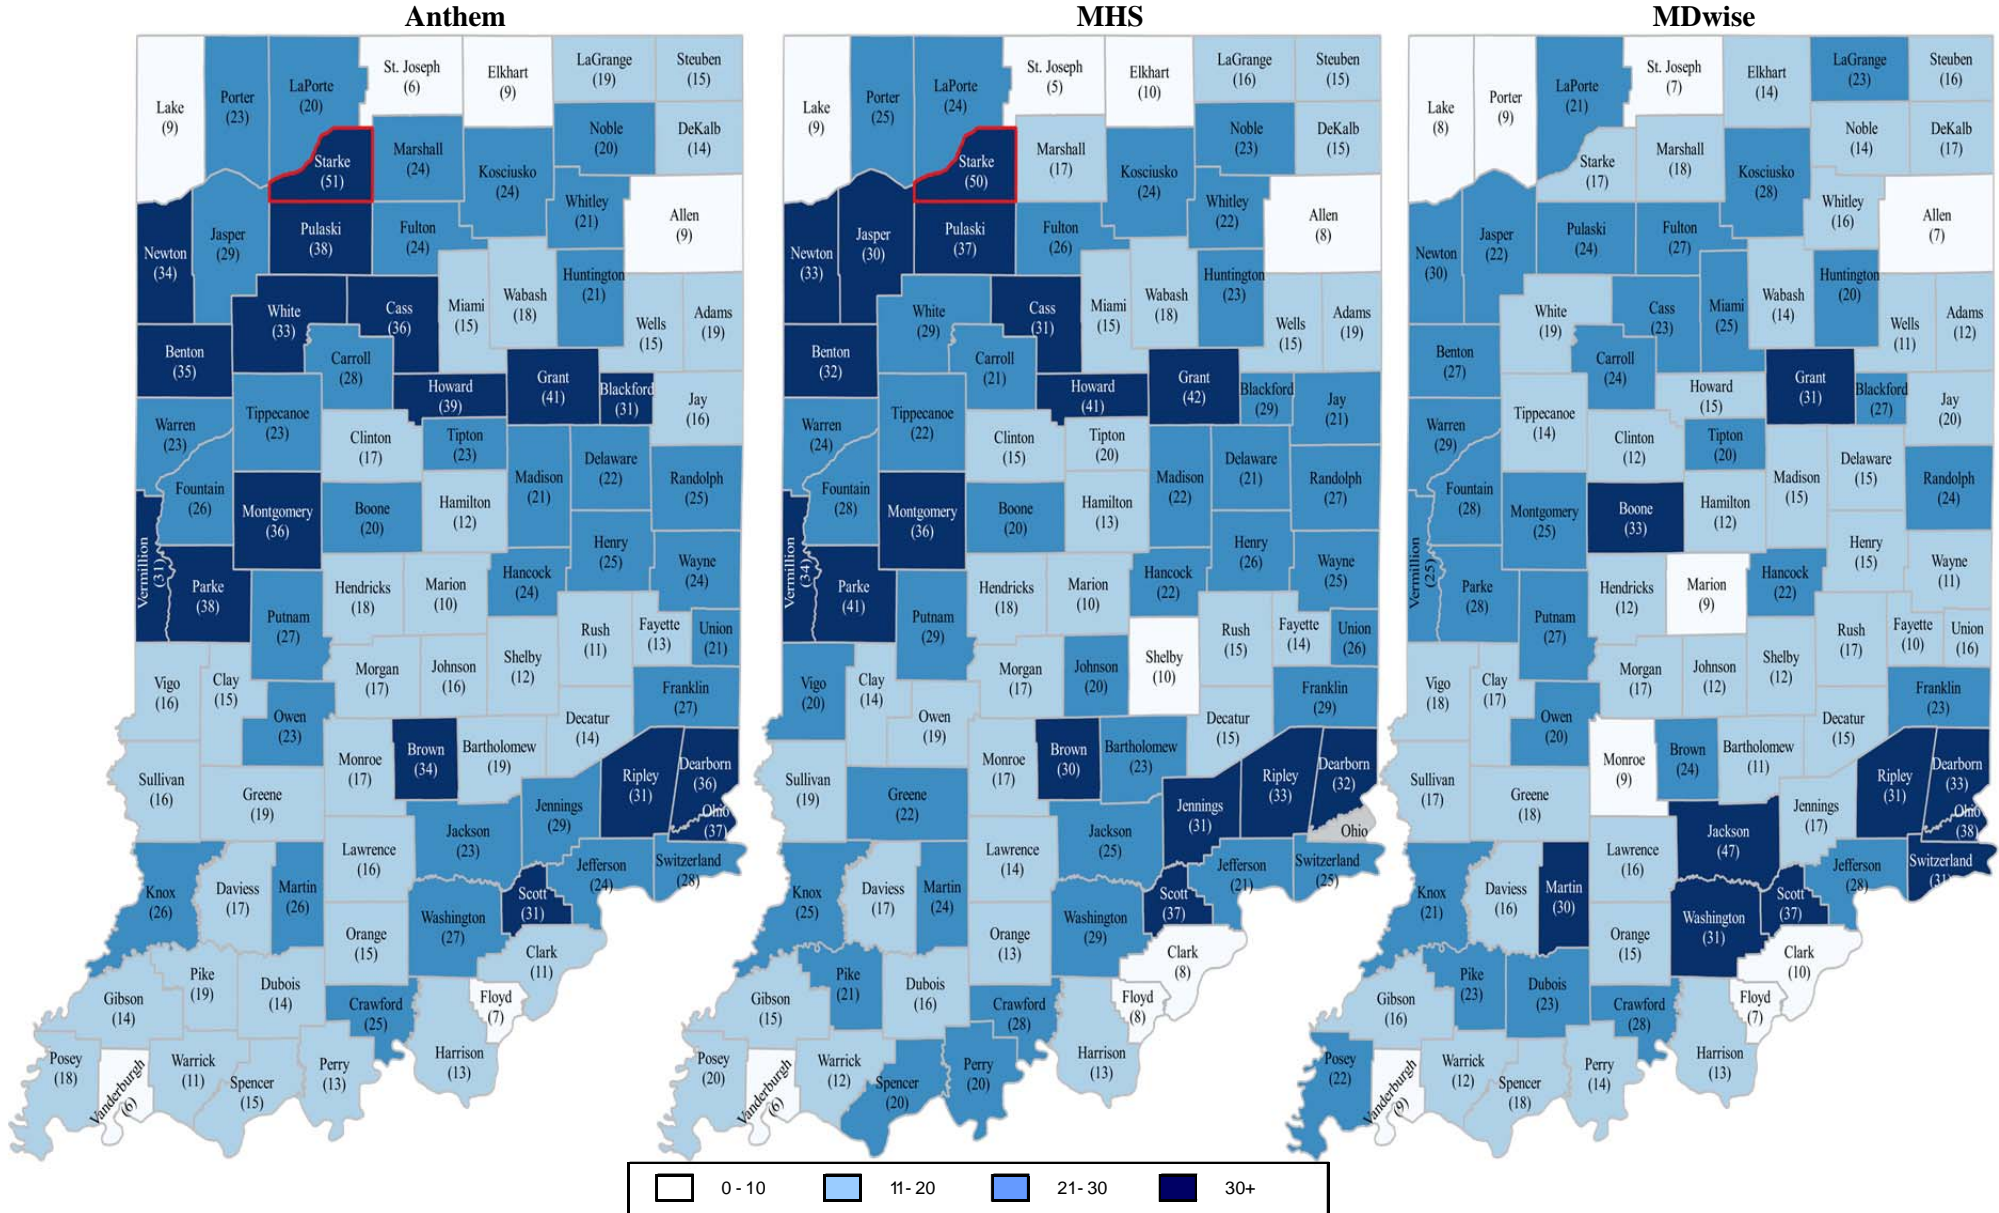 Anthem
MHS
MDwise
Lake
(9)
Porter
(23)
LaPorte
(20)
St. Joseph
(6)
Elkhart
(9)
LaGrange
(19)
Steuben
(15)
Starke
(51)
Marshall
(24)
Kosciusko
(24)
Noble
(20)
DeKalb
(14)
Whitley
(21)
Allen
(9)
Newton
(34)
Jasper
(29)
Pulaski
(38)
Fulton
(24)
Huntington
(21)
White
(33)
Cass
(36)
Miami
(15)
Wabash
(18)
Wells
(15)
Adams
(19)
Benton
(35)
Carroll
(28)
Howard
(39)
Grant
(41)
Blackford
(31)
Jay
(16)
Warren
(23)
Tippecanoe
(23)
Clinton
(17)
Tipton
(23)
Madison
(21)
Delaware
(22)
Randolph
(25)
Fountain
(26)
Montgomery
(36)
Boone
(20)
Hamilton
(12)
Henry
(25)
Wayne
(24)
Vermillion
(31)
Parke
(38)
Putnam
(27)
Hendricks
(18)
Marion
(10)
Hancock
(24)
Rush
(11)
Fayette
(13)
Union
(21)
Vigo
(16)
Clay
(15)
Owen
(23)
Morgan
(17)
Johnson
(16)
Shelby
(12)
Franklin
(27)
Decatur
(14)
Sullivan
(16)
Greene
(19)
Monroe
(17)
Brown
(34)
Bartholomew
(19)
Jennings
(29)
Ripley
(31)
Dearborn
(36)
Ohio
(37)
Knox
(26)
Daviess
(17)
Martin
(26)
Lawrence
(16)
Jackson
(23)
Jefferson
(24)
Switzerland
(28)
Scott
(31)
Washington
(27)
Orange
(15)
Clark
(11)
Floyd
(7)
Gibson
(14)
Pike
(19)
Dubois
(14)
Crawford
(25)
Harrison
(13)
Posey
(18)
Vanderburgh
(6)
Warrick
(11)
Spencer
(15)
Perry
(13)
Lake
(9)
Porter
(25)
LaPorte
(24)
St. Joseph
(5)
Elkhart
(10)
LaGrange
(16)
Steuben
(15)
Starke
(50)
Marshall
(17)
Kosciusko
(24)
Noble
(23)
DeKalb
(15)
Whitley
(22)
Allen
(8)
Newton
(33)
Jasper
(30)
Pulaski
(37)
Fulton
(26)
Huntington
(23)
White
(29)
Cass
(31)
Miami
(15)
Wabash
(18)
Wells
(15)
Adams
(19)
Benton
(32)
Carroll
(21)
Howard
(41)
Grant
(42)
Blackford
(29)
Jay
(21)
Warren
(24)
Tippecanoe
(22)
Clinton
(15)
Tipton
(20)
Madison
(22)
Delaware
(21)
Randolph
(27)
Fountain
(28)
Montgomery
(36)
Boone
(20)
Hamilton
(13)
Henry
(26)
Wayne
(25)
Vermillion
(34)
Parke
(41)
Putnam
(29)
Hendricks
(18)
Marion
(10)
Hancock
(22)
Rush
(15)
Fayette
(14)
Union
(26)
Vigo
(20)
Clay
(14)
Owen
(19)
Morgan
(17)
Johnson
(20)
Shelby
(10)
Franklin
(29)
Decatur
(15)
Sullivan
(19)
Greene
(22)
Monroe
(17)
Brown
(30)
Bartholomew
(23)
Jennings
(31)
Ripley
(33)
Dearborn
(32)
Ohio
Knox
(25)
Daviess
(17)
Martin
(24)
Lawrence
(14)
Jackson
(25)
Jefferson
(21)
Switzerland
(25)
Scott
(37)
Washington
(29)
Orange
(13)
Clark
(8)
Floyd
(8)
Gibson
(15)
Pike
(21)
Dubois
(16)
Crawford
(28)
Harrison
(13)
Posey
(20)
Vanderburgh
(6)
Warrick
(12)
Spencer
(20)
Perry
(20)
Lake
(8)
Porter
(9)
LaPorte
(21)
St. Joseph
(7)
Elkhart
(14)
LaGrange
(23)
Steuben
(16)
Starke
(17)
Marshall
(18)
Kosciusko
(28)
Noble
(14)
DeKalb
(17)
Whitley
(16)
Allen
(7)
Newton
(30)
Jasper
(22)
Pulaski
(24)
Fulton
(27)
Huntington
(20)
White
(19)
Cass
(23)
Miami
(25)
Wabash
(14)
Wells
(11)
Adams
(12)
Benton
(27)
Carroll
(24)
Howard
(15)
Grant
(31)
Blackford
(27)
Jay
(20)
Warren
(29)
Tippecanoe
(14)
Clinton
(12)
Tipton
(20)
Madison
(15)
Delaware
(15)
Randolph
(24)
Fountain
(28)
Montgomery
(25)
Boone
(33)
Hamilton
(12)
Henry
(15)
Wayne
(11)
Vermillion
(25)
Parke
(28)
Putnam
(27)
Hendricks
(12)
Marion
(9)
Hancock
(22)
Rush
(17)
Fayette
(10)
Union
(16)
Vigo
(18)
Clay
(17)
Owen
(20)
Morgan
(17)
Johnson
(12)
Shelby
(12)
Franklin
(23)
Decatur
(15)
Sullivan
(17)
Greene
(18)
Monroe
(9)
Brown
(24)
Bartholomew
(11)
Jennings
(17)
Ripley
(31)
Dearborn
(33)
Ohio
(38)
Knox
(21)
Daviess
(16)
Martin
(30)
Lawrence
(16)
Jackson
(47)
Jefferson
(28)
Switzerland
(31)
Scott
(37)
Washington
(31)
Orange
(15)
Clark
(10)
Floyd
(7)
Gibson
(16)
Pike
(23)
Dubois
(23)
Crawford
(28)
Harrison
(13)
Posey
(22)
Vanderburgh
(9)
Warrick
(12)
Spencer
(18)
Perry
(14)
0 - 10
11- 20
21- 30
30+